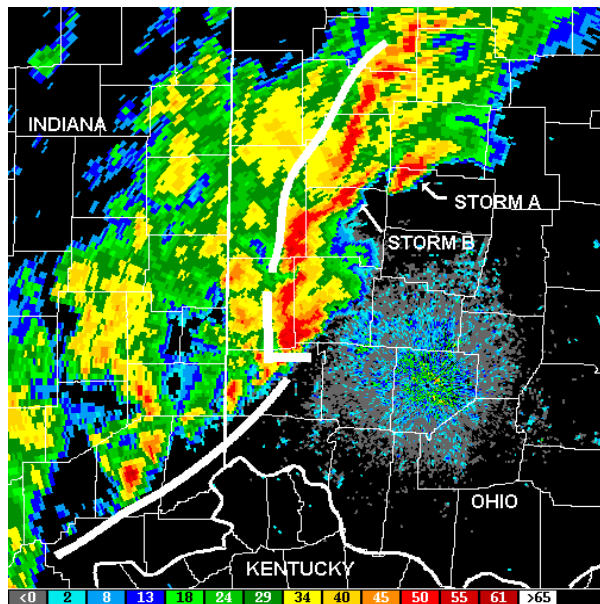 INDIANA
STORM A
STORM B
L
OHIO
KENTUCKY
<0 2 8 13 18 24 29 34 40 45 50 55 61 >65